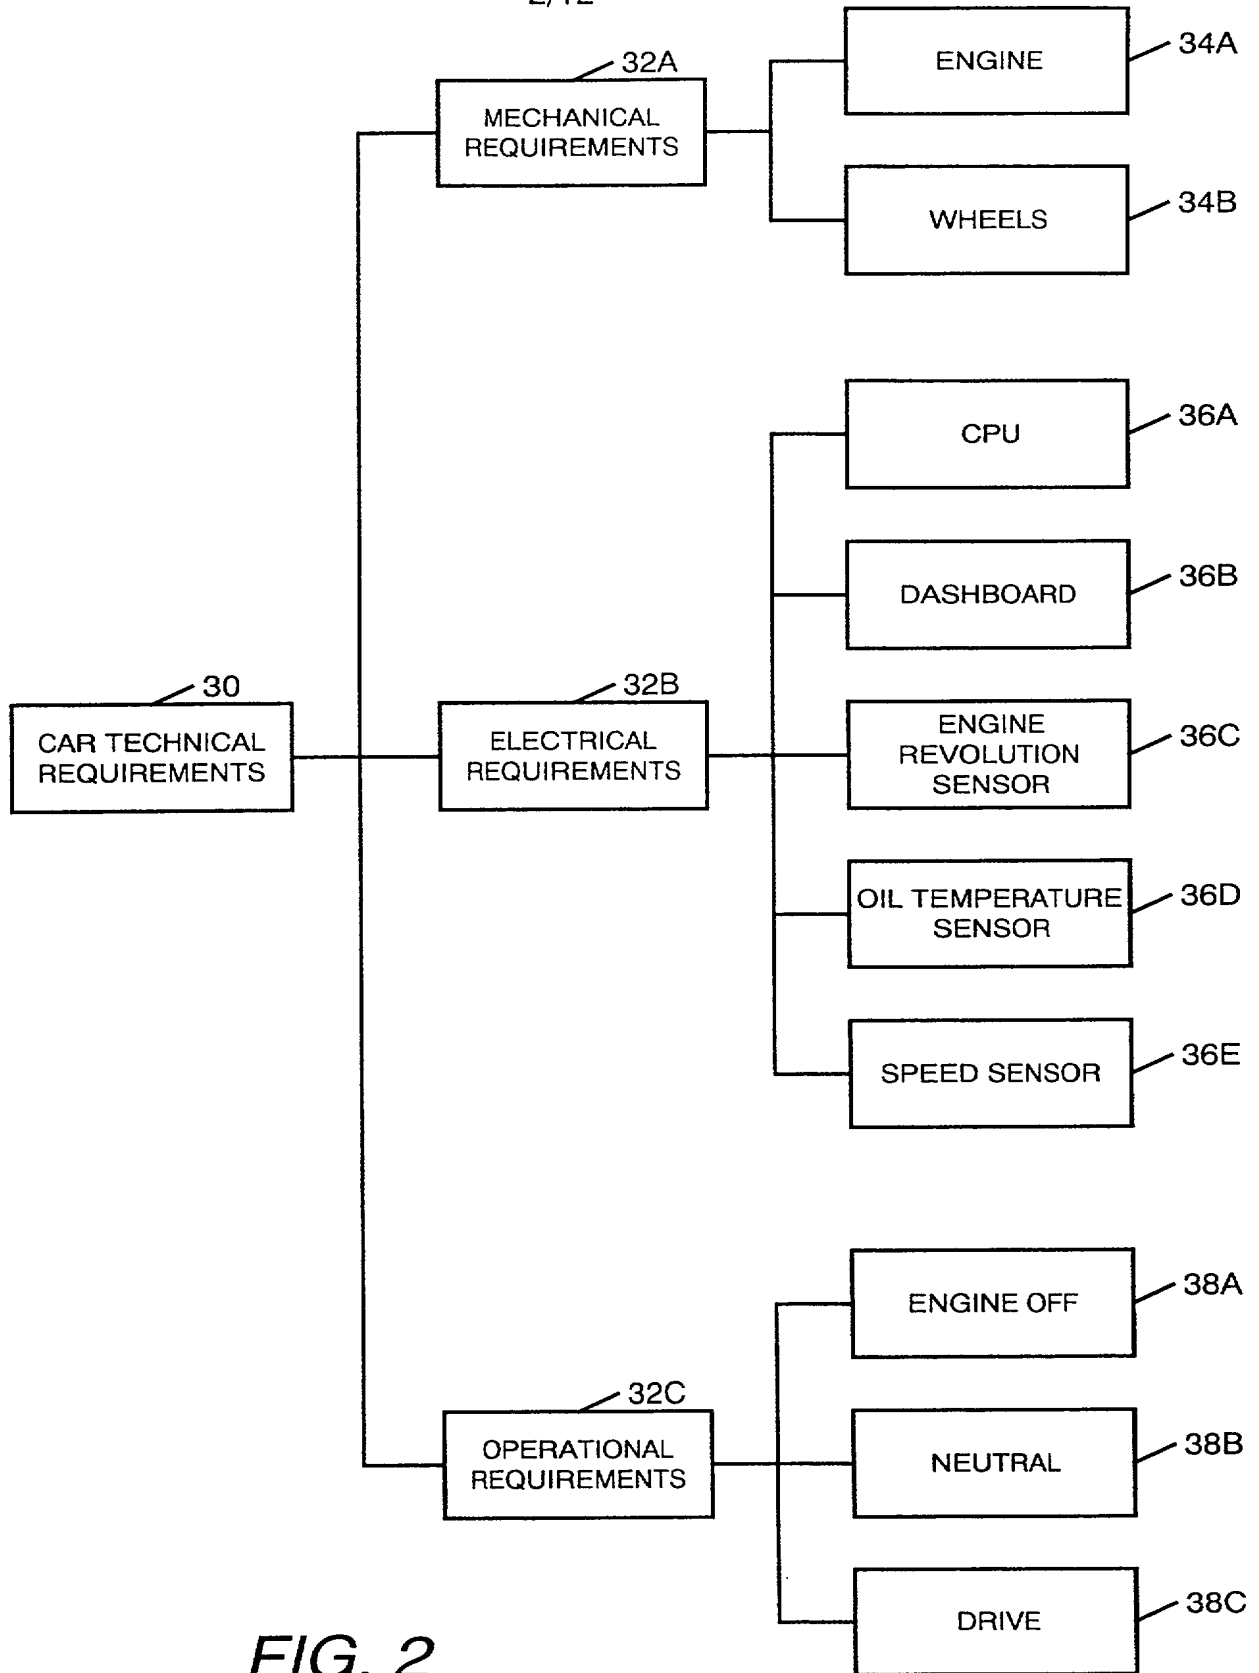 2/12
32A
MECHANICAL
REQUIREMENTS
ENGINE
34A
WHEELS
34B
CPU
36A
DASHBOARD
36B
30
CAR TECHNICAL
REQUIREMENTS
32B
ELECTRICAL
REQUIREMENTS
ENGINE
REVOLUTION
SENSOR
36C
OIL TEMPERATURE
SENSOR
36D
SPEED SENSOR
36E
ENGINE OFF
38A
32C
OPERATIONAL
REQUIREMENTS
NEUTRAL
38B
DRIVE
38C
FIG. 2